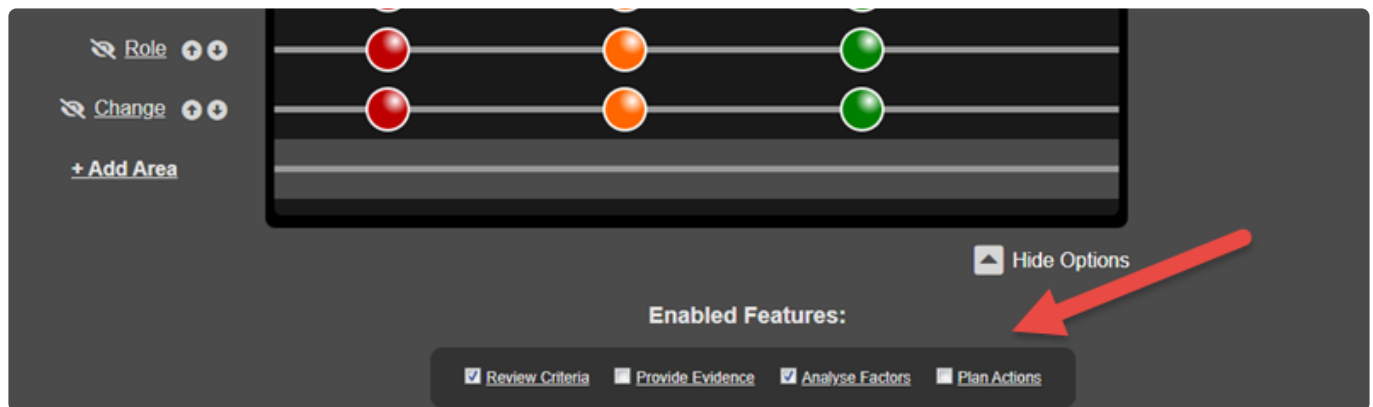 Role
Change
+ Add Area
Hide Options
Enabled Features:
Review Criteria Provide Evidence Analyse Factors Plan Actions